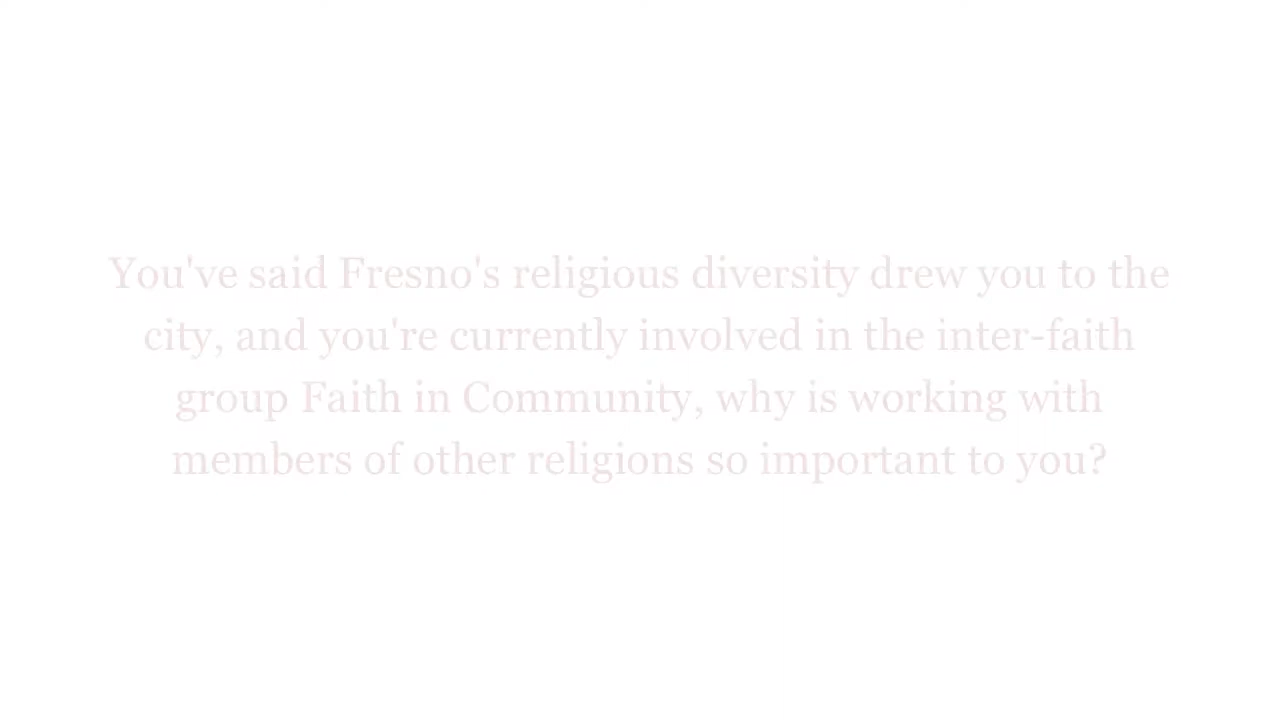 You've said Fresno's religious diversity drew you to the
city, and you're currently involved in the inter-faith
group Faith in Community, why is working with
members of other religions so important to you?